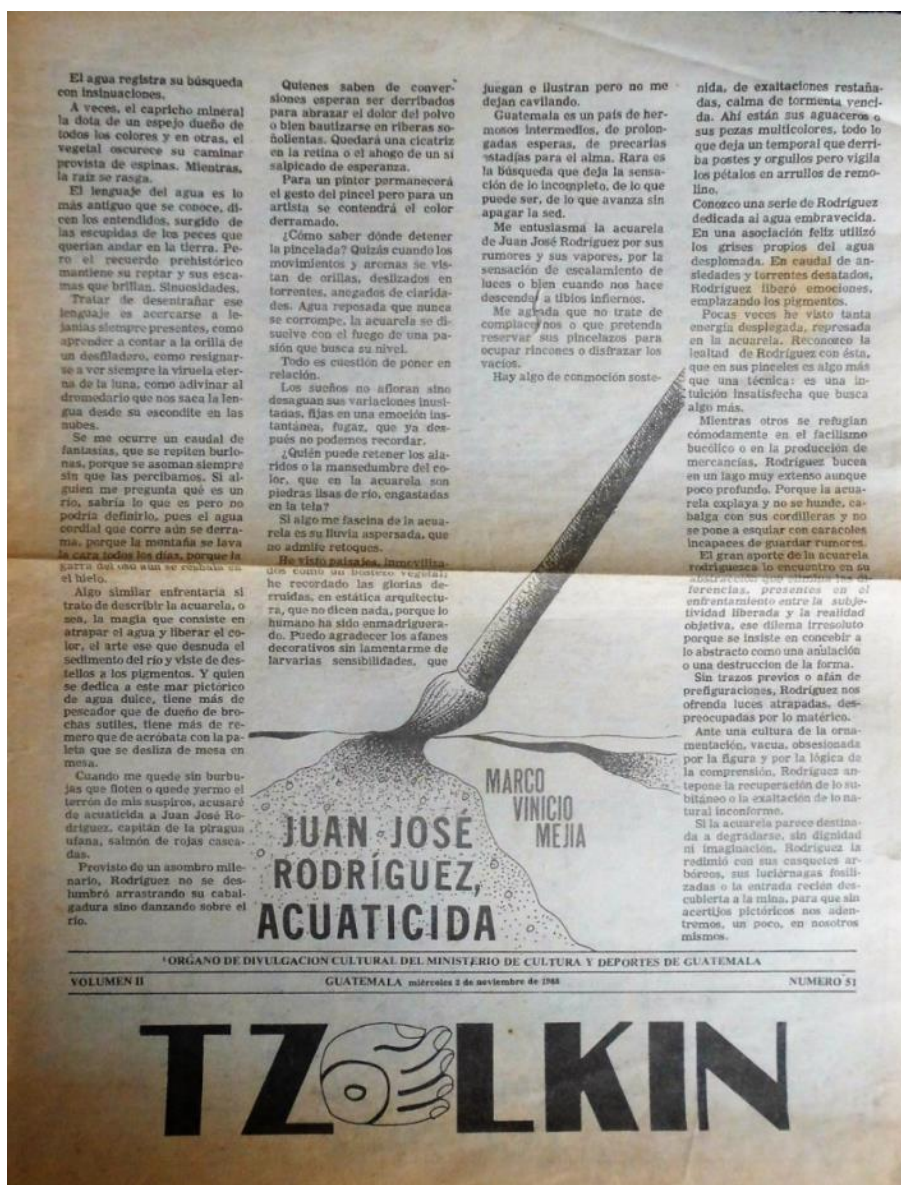 El agua registra su búsqueda
con insinuaciones.
A veces, el capricho mineral
la dota de un espejo dueño de
todos los colores y en otras, el
vegetal oscurece su caminar
provista de espinas. Mientras,
la raíz se rasga.
El lenguaje del agua es lo
más antiguo que se conoce, di-
cen los entendidos, surgido de
las escupidas de los peces que
querían andar en la tierra. Pe-
ro el recuerdo prehistórico
mantiene su reptar y sus esca-
mas que brillan. Sinuosidades.
Tratar de desentrañar ese
lenguaje es acercarse a le-
janías siempre presentes, como
aprender a contar a la orilla de
un desfiladero, como resignar-
se a ver siempre la viruela eter-
na de la luna, como adivinar al
dromedario que nos saca la len-
gua desde su escondite en las
nubes.
Se me ocurre un caudal de
fantasías, que se repiten burlo-
nas, porque se asoman siempre
sin que las percibamos. Si al-
guien me pregunta qué es un
río, sabría lo que es pero no
podría definirlo, pues el agua
cordial que corre aún se derra-
ma, porque la montaña se lava
la cara todos los días, porque la
garra del oso aún se resbala en
el hielo.
Algo similar enfrentaría si
trato de describir la acuarela, o
sea, la magia que consiste en
atrapar el agua y liberar el co-
lor, el arte ese que desnuda el
sedimento del río y viste de des-
tellos a los pigmentos. Y quien
se dedica a este mar pictórico
de agua dulce, tiene más de
pescador que de dueño de bro-
chas sutiles, tiene más de re-
mero que de acróbata con la pa-
leta que se desliza de mesa en
mesa.
Cuando me quede sin burbu-
jas que floten o quede yermo el
terrón de mis suspiros, acusaré
de acuaticida a Juan José Ro-
dríguez, capitán de la piragua
ufana, salmón de rojas casca-
das.
Provisto de un asombro mile-
nario, Rodríguez no se des-
lumbró arrastrando su cabal-
gadura sino danzando sobre el
río.
Quienes saben de conver-
siones esperan ser derribados
para abrazar el dolor del polvo
o bien bautizarse en riberas so-
ñolientas. Quedará una cicatriz
en la retina o el ahogo de un sí
salpicado de esperanza.
Para un pintor permanecerá
el gesto del pincel pero para un
artista se contendrá el color
derramado.
¿Cómo saber dónde detener
la pincelada? Quizás cuando los
movimientos y aromas se vis-
tan de orillas, deslizados en
torrentes, anegados de clarida-
des. Agua reposada que nunca
se corrompe, la acuarela se di-
suelve con el fuego de una pa-
sión que busca su nivel.
Todo es cuestión de poner en
relación.
Los sueños no afloran sino
desaguan sus variaciones inusi-
tadas, fijas en una emoción ins-
tantánea, fugaz, que ya des-
pués no podemos recordar.
¿Quién puede retener los ala-
ridos o la mansedumbre del co-
lor, que en la acuarela son
piedras lisas de río, engastadas
en la tela?
Si algo me fascina de la acua-
rela es su lluvia aspersada, que
no admite retoques.
He visto paisajes, inmoviliza-
dos como un bostezo vegetal;
he recordado las glorias de-
rruidas, en estática arquitectu-
ra, que no dicen nada, porque lo
humano ha sido enmadriguera-
do. Puedo agradecer los afanes
decorativos sin lamentarme de
larvarias sensibilidades, que
juegan e ilustran pero no me
dejan cavilando.
Guatemala es un país de her-
mosos intermedios, de prolon-
gadas esperas, de precarias
estadías para el alma. Rara es
la búsqueda que deja la sensa-
ción de lo incompleto, de lo que
puede ser, de lo que avanza sin
apagar la sed.
Me entusiasma la acuarela
de Juan José Rodríguez por sus
rumores y sus vapores, por la
sensación de escalamiento de
luces o bien cuando nos hace
descender a tibios infiernos.
Me agrada que no trate de
complacernos o que pretenda
reservar sus pincelazos para
ocupar rincones o disfrazar los
vacíos.
Hay algo de conmoción soste-
nida, de exaltaciones restaña-
das, calma de tormenta venci-
da. Ahí están sus aguaceros o
sus pozas multicolores, todo lo
que deja un temporal que derri-
ba postes y orgullos pero vigila
los pétalos en arrullos de remo-
lino.
Conozco una serie de Rodríguez
dedicada al agua embravecida.
En una asociación feliz utilizó
los grises propios del agua
desplomada. En caudal de an-
siedades y torrentes desatados,
Rodríguez liberó emociones,
emplazando los pigmentos.
Pocas veces he visto tanta
energía desplegada, represada
en la acuarela. Reconozco la
lealtad de Rodríguez con ésta,
que en sus pinceles es algo más
que una técnica: es una in-
tuición insatisfecha que busca
algo más.
Mientras otros se refugian
cómodamente en el facilismo
bucólico o en la producción de
mercancías, Rodríguez bucea
en un lago muy extenso aunque
poco profundo. Porque la acua-
rela explaya y no se hunde, ca-
balga con sus cordilleras y no
se pone a esquiar con caracoles
incapaces de guardar rumores.
El gran aporte de la acuarela
rodriguezca lo encuentro en su
abstracción que elimina las di-
ferencias, presentes en el
enfrentamiento entre la subje-
tividad liberada y la realidad
objetiva, ese dilema irresoluto
porque se insiste en concebir a
lo abstracto como una anulación
o una destrucción de la forma.
Sin trazos previos o afán de
prefiguraciones, Rodríguez nos
ofrenda luces atrapadas, des-
preocupadas por lo matérico.
Ante una cultura de la orna-
mentación, vacua, obsesionada
por la figura y por la lógica de
la comprensión, Rodríguez an-
tepone la recuperación de lo su-
bitáneo o la exaltación de lo na-
tural inconforme.
Si la acuarela parece destina-
da a degradarse, sin dignidad
ni imaginación, Rodríguez la
redimió con sus casquetes ar-
bóreos, sus luciérnagas fosili-
zadas o la entrada recién des-
cubierta a la mina, para que sin
acertijos pictóricos nos aden-
tremos, un poco, en nosotros
mismos.
MARCO
VINICIO
MEJIA
JUAN JOSÉ
RODRÍGUEZ,
ACUATICIDA
ORGANO DE DIVULGACION CULTURAL DEL MINISTERIO DE CULTURA Y DEPORTES DE GUATEMALA
VOLUMEN II GUATEMALA miércoles 2 de noviembre de 1988 NUMERO 51
TZOLKIN